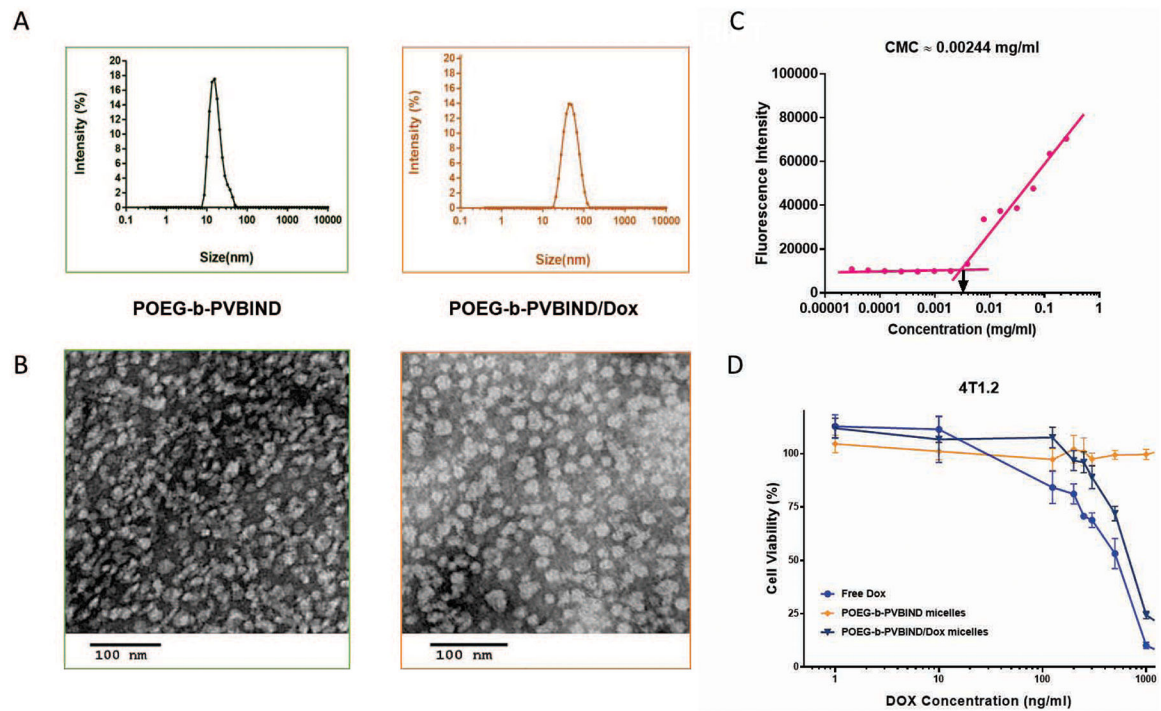 A
Intensity (%)
20
18
16
14
12
10
8
6
4
2
0
0.1 1 10 100 1000 10000
Size(nm)
POEG-b-PVBIND
Intensity (%)
20
18
16
14
12
10
8
6
4
2
0
0.1 1 10 100 1000 10000
Size(nm)
POEG-b-PVBIND/Dox
B
100 nm
100 nm
C
CMC ≈ 0.00244 mg/ml
Fluorescence Intensity
100000
80000
60000
40000
20000
0
0.00001 0.0001 0.001 0.01 0.1 1
Concentration (mg/ml)
D
4T1.2
Cell Viability (%)
100
75
50
25
0
Free Dox
POEG-b-PVBIND micelles
POEG-b-PVBIND/Dox micelles
1 10 100 1000
DOX Concentration (ng/ml)